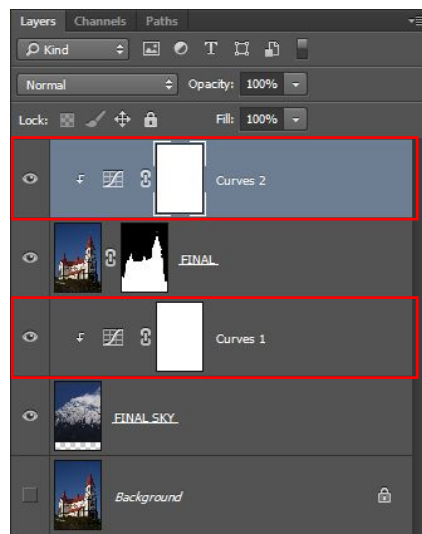 Layers Channels Paths
Kind T
Normal Opacity: 100%
Lock: Fill: 100%
Curves 2
FINAL
Curves 1
FINAL SKY
Background